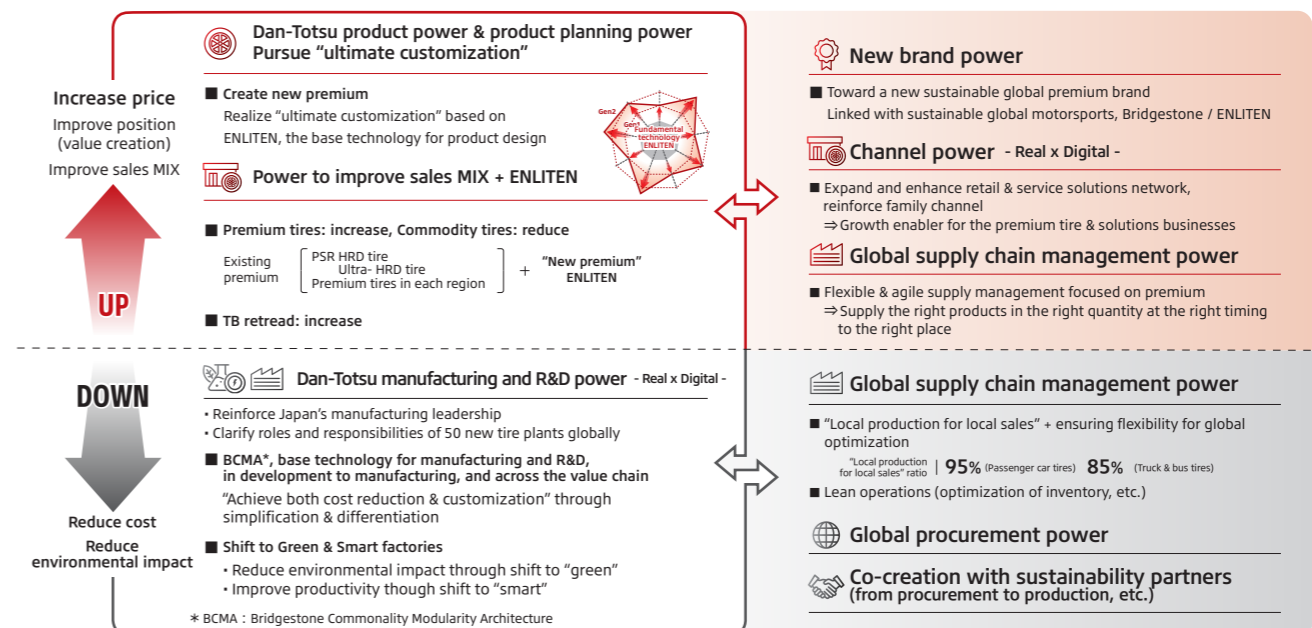 Increase price
Improve position
(value creation)
Improve sales MIX
UP
DOWN
Reduce cost
Reduce
environmental impact
Dan-Totsu product power & product planning power
Pursue “ultimate customization”
■ Create new premium
Realize “ultimate customization” based on
ENLITEN, the base technology for product design
Gen2
Gen1
Fundamental
technology
ENLITEN
Power to improve sales MIX + ENLITEN
■ Premium tires: increase, Commodity tires: reduce
Existing
premium
PSR HRD tire
Ultra- HRD tire
Premium tires in each region
+
“New premium”
ENLITEN
■ TB retread: increase
Dan-Totsu manufacturing and R&D power - Real x Digital -
・Reinforce Japan’s manufacturing leadership
・Clarify roles and responsibilities of 50 new tire plants globally
■ BCMA*, base technology for manufacturing and R&D,
in development to manufacturing, and across the value chain
“Achieve both cost reduction & customization” through
simplification & differentiation
■ Shift to Green & Smart factories
・Reduce environmental impact through shift to “green”
・Improve productivity though shift to “smart”
* BCMA : Bridgestone Commonality Modularity Architecture
New brand power
■ Toward a new sustainable global premium brand
Linked with sustainable global motorsports, Bridgestone / ENLITEN
Channel power - Real x Digital -
■ Expand and enhance retail & service solutions network,
reinforce family channel
⇒Growth enabler for the premium tire & solutions businesses
Global supply chain management power
■ Flexible & agile supply management focused on premium
⇒Supply the right products in the right quantity at the right timing
to the right place
Global supply chain management power
■ “Local production for local sales” + ensuring flexibility for global
optimization
“Local production
for local sales” ratio | 95% (Passenger car tires) 85% (Truck & bus tires)
■ Lean operations (optimization of inventory, etc.)
Global procurement power
Co-creation with sustainability partners
(from procurement to production, etc.)